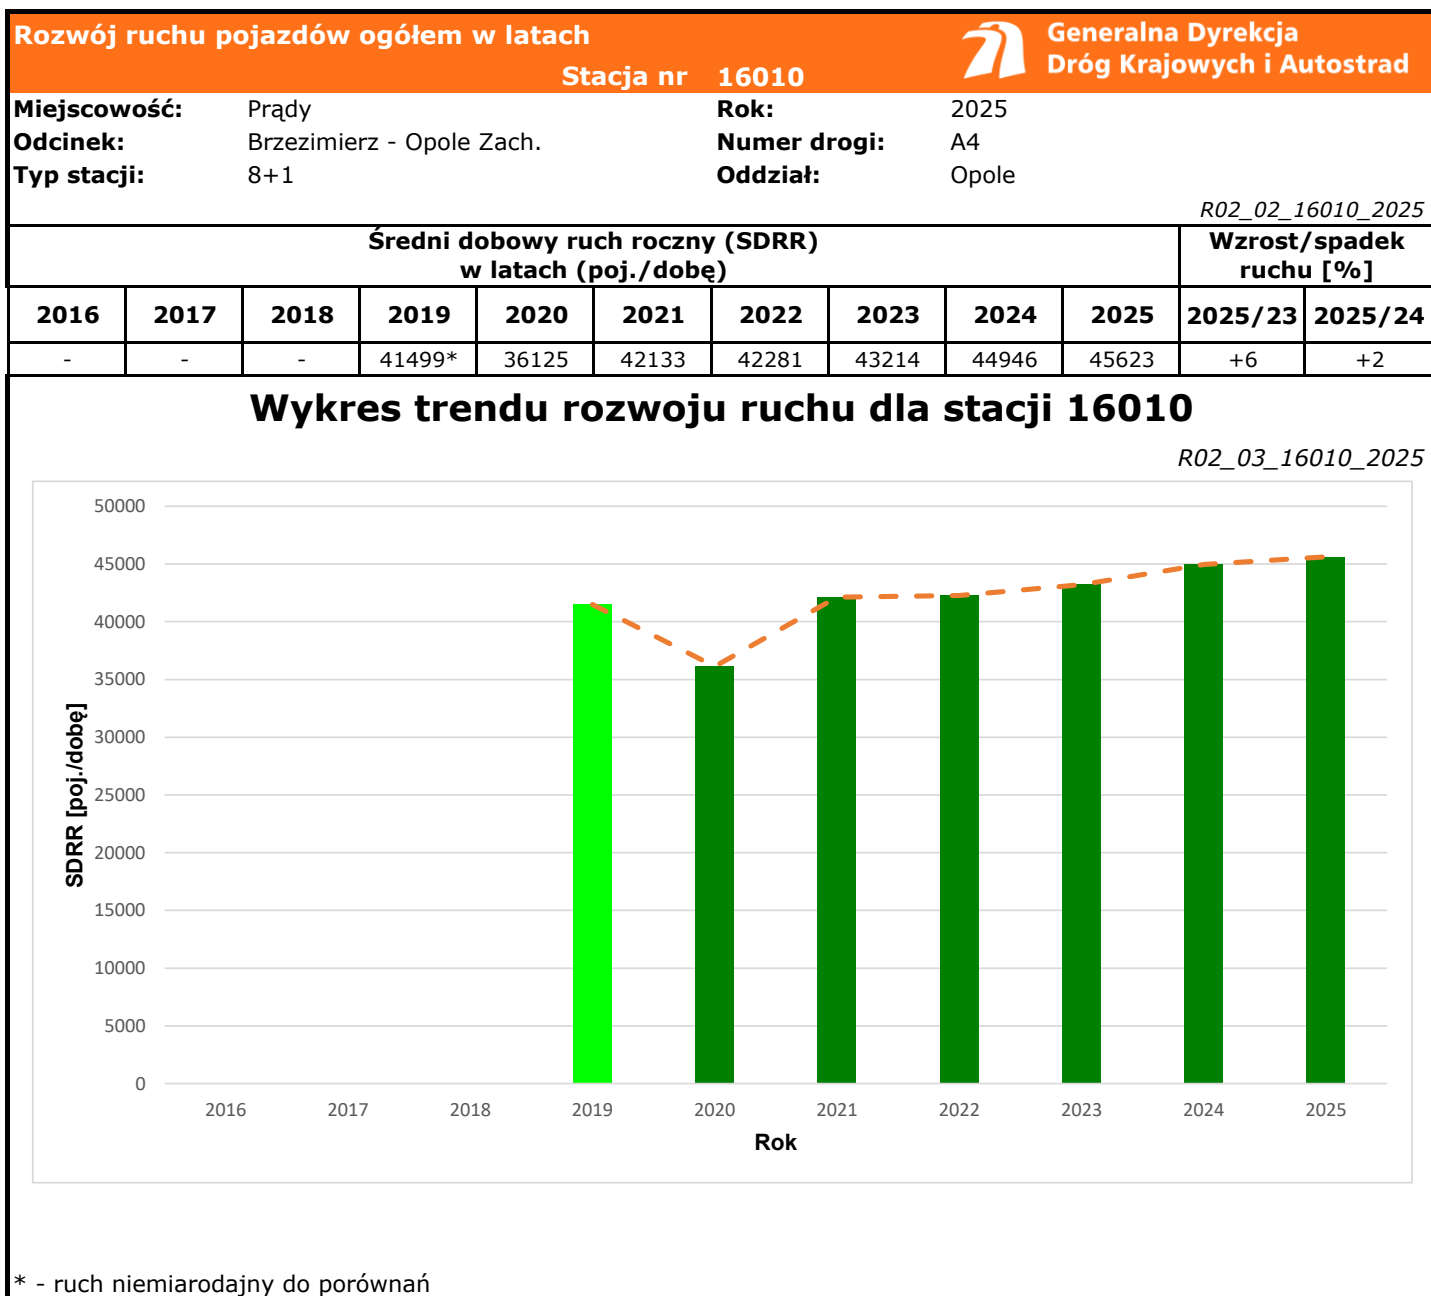 Rozwój ruchu pojazdów ogółem w latach
Generalna Dyrekcja
Dróg Krajowych i Autostrad
Stacja nr 16010
Miejscowość: Prądy Rok: 2025
Odcinek: Brzezimierz - Opole Zach. Numer drogi: A4
Typ stacji: 8+1 Oddział: Opole
R02_02_16010_2025
Średni dobowy ruch roczny (SDRR)
w latach (poj./dobę)
Wzrost/spadek
ruchu [%]
2016 2017 2018 2019 2020 2021 2022 2023 2024 2025 2025/23 2025/24
- - - 41499* 36125 42133 42281 43214 44946 45623 +6 +2
Wykres trendu rozwoju ruchu dla stacji 16010
R02_03_16010_2025
50000
45000
40000
35000
30000
25000
20000
15000
10000
5000
0
SDRR [poj./dobę]
2016 2017 2018 2019 2020 2021 2022 2023 2024 2025
Rok
* - ruch niemiarodajny do porównań